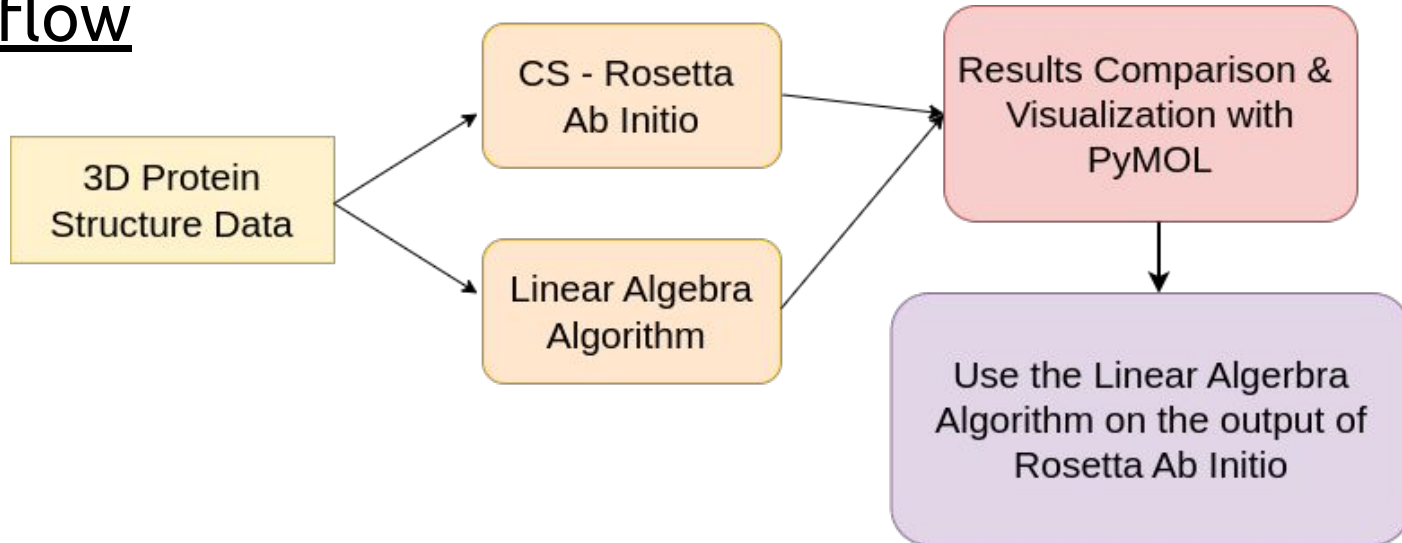 flow
CS - Rosetta
Ab Initio
Results Comparison &
Visualization with
PyMOL
3D Protein
Structure Data
Linear Algebra
Algorithm
Use the Linear Algerbra
Algorithm on the output of
Rosetta Ab Initio